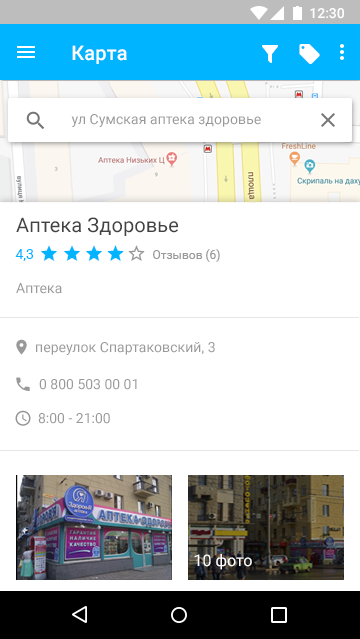 12:30
Карта
ул Сумская аптека здоровье
FreshLine
Аптека Низьких Ц
Скрипаль на даху
площа
Аптека Здоровье
4,3 Отзывов (6)
Аптека
переулок Спартаковский, 3
0 800 503 00 01
8:00 - 21:00
АПТЕКА-ЗДОРО
10 фото